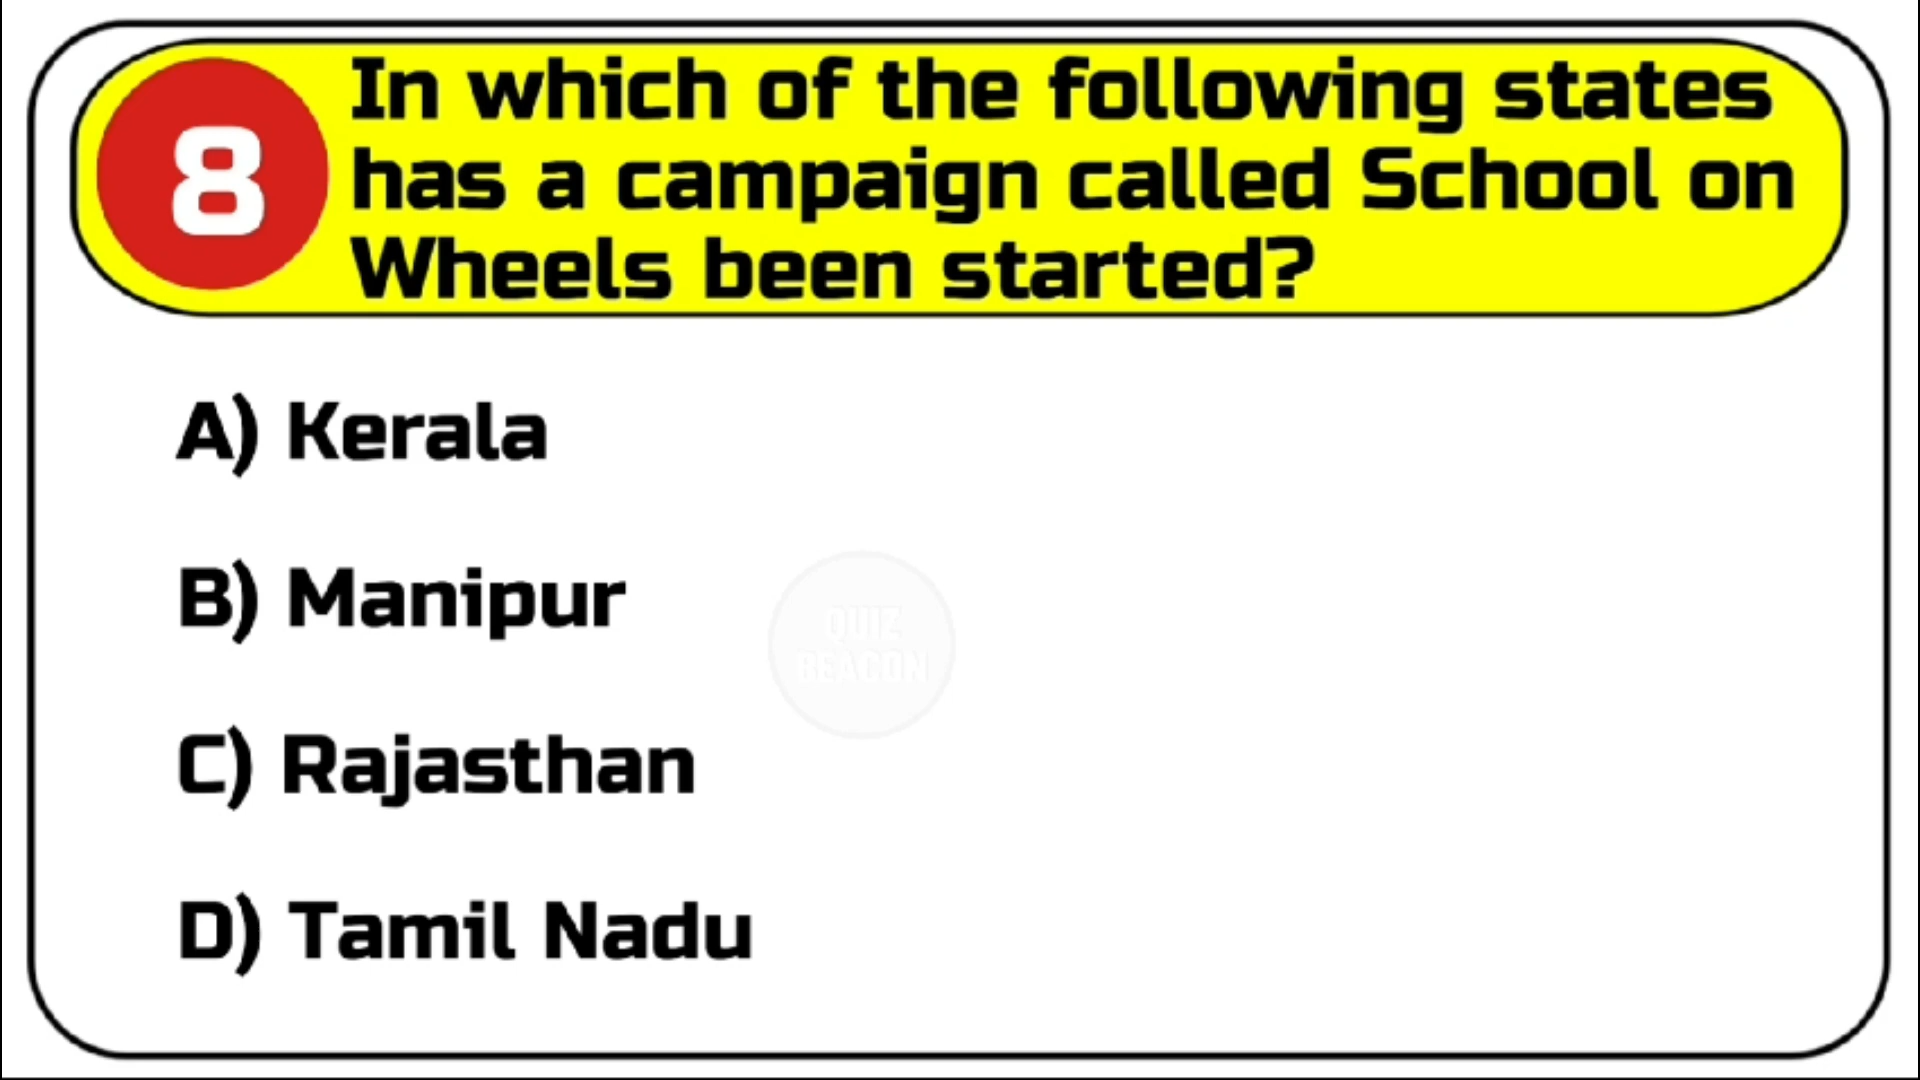 8
In which of the following states
has a campaign called School on
Wheels been started?
A) Kerala
B) Manipur
QUIZ
BEACON
C) Rajasthan
D) Tamil Nadu